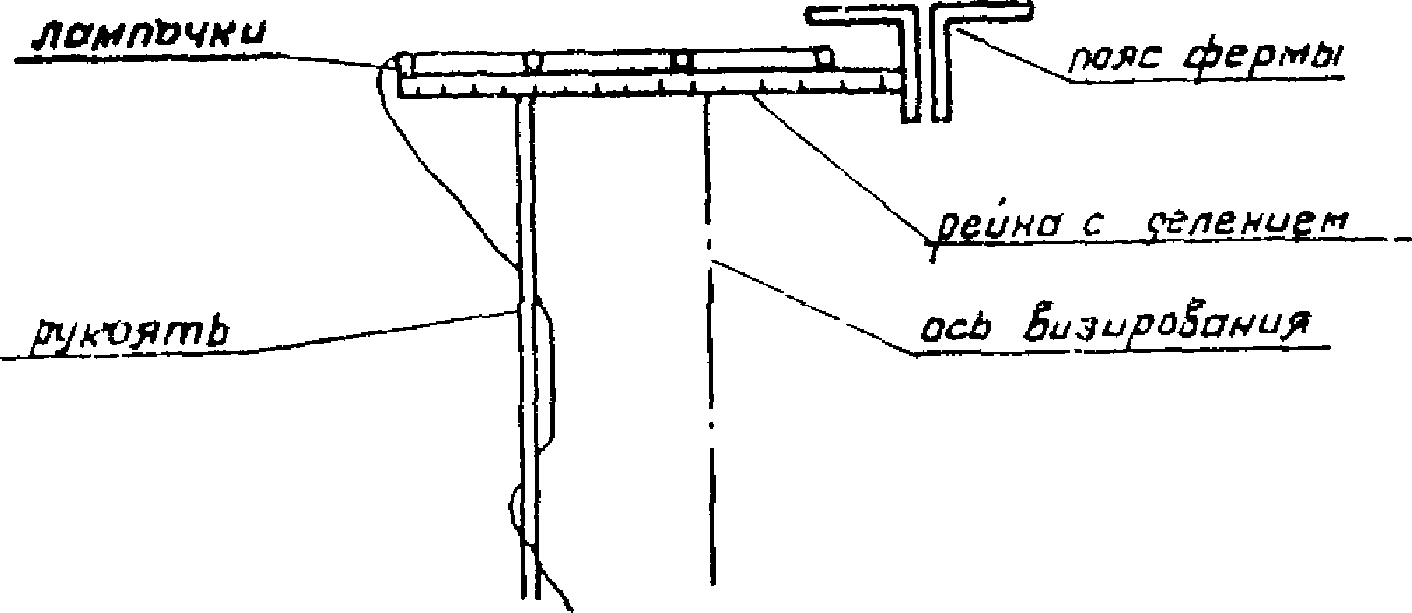 лампочки
пояс фермы
рейка с делением
рукоять
ось визирования